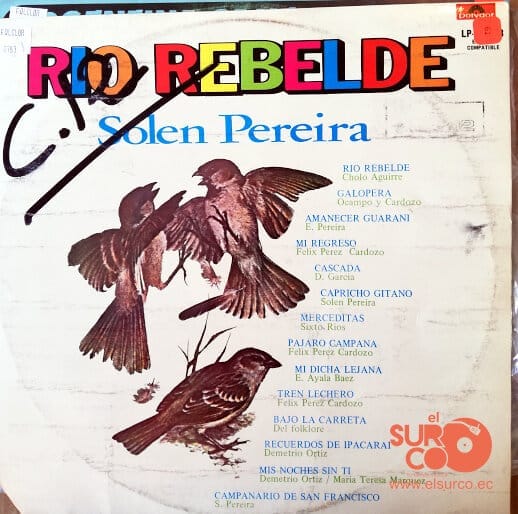 FOLCLOR
FOLCLOR
Polydor
LP-
COMPATIBLE
RIO REBELDE
C.
Solen Pereira
RIO REBELDE
Cholo Aguirre
GALOPERA
Ocampo y Cardozo
AMANECER GUARANI
E. Pereira
MI REGRESO
Felix Perez Cardozo
CASCADA
D. Garcia
CAPRICHO GITANO
Solen Pereira
MERCEDITAS
Sixto Rios
PAJARO CAMPANA
Felix Perez Cardozo
MI DICHA LEJANA
E. Ayala Baez
TREN LECHERO
Felix Perez Cardozo
BAJO LA CARRETA
Del folklore
RECUERDOS DE IPACARAI
Demetrio Ortiz
MIS NOCHES SIN TI
Demetrio Ortiz / Maria Teresa Marquez
CAMPANARIO DE SAN FRANCISCO
S. Pereira
el
SURCO
www.elsurco.ec